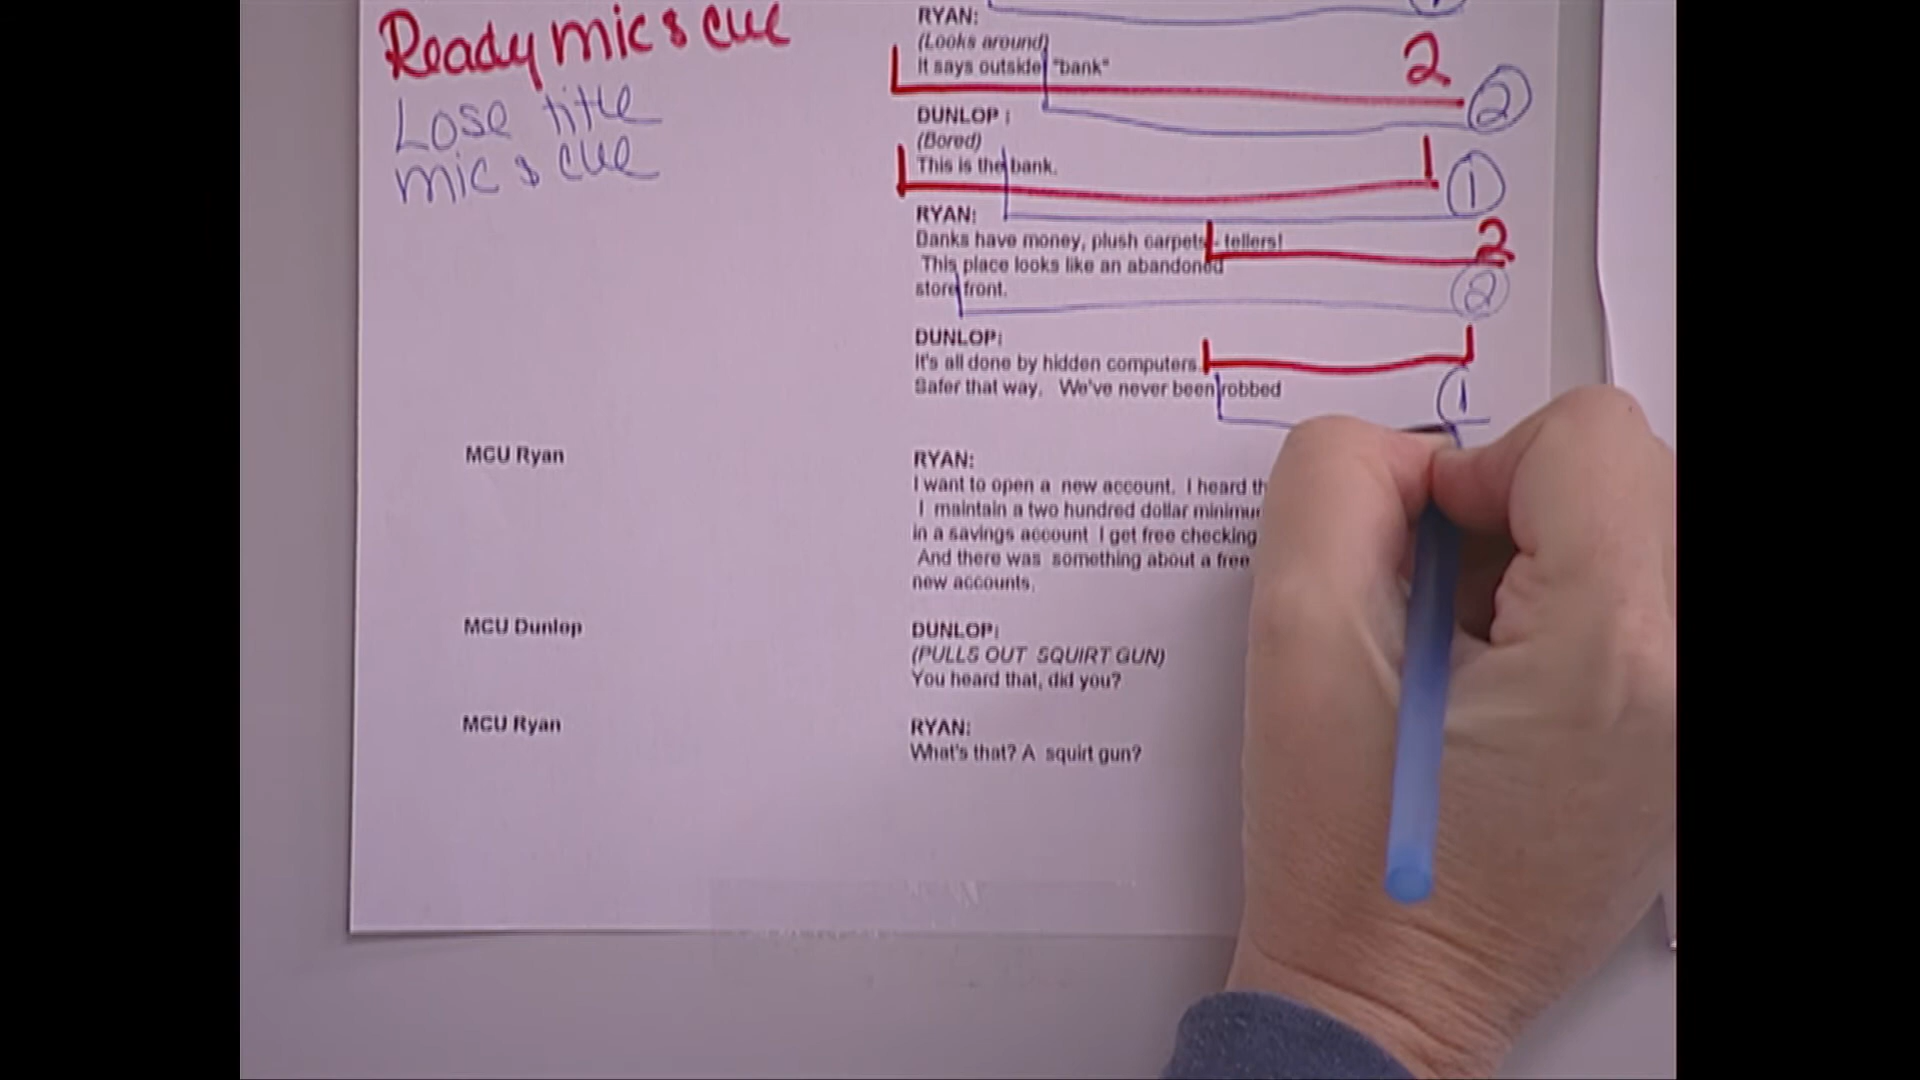 Ready mic & cue
Lose title
mic & cue
RYAN:
(Looks around)
It says outside "bank"
2
2
DUNLOP :
(Bored)
This is the bank.
1
1
RYAN:
Banks have money, plush carpets - tellers!
2
This place looks like an abandoned
store front.
2
DUNLOP:
It's all done by hidden computers.
1
Safer that way. We've never been robbed
1
MCU Ryan
RYAN:
I want to open a new account. I heard
I maintain a two hundred dollar
in a savings account I get free checking
And there was something about a free
new accounts.
MCU Dunlop
DUNLOP:
(PULLS OUT SQUIRT GUN)
You heard that, did you?
MCU Ryan
RYAN:
What's that? A squirt gun?